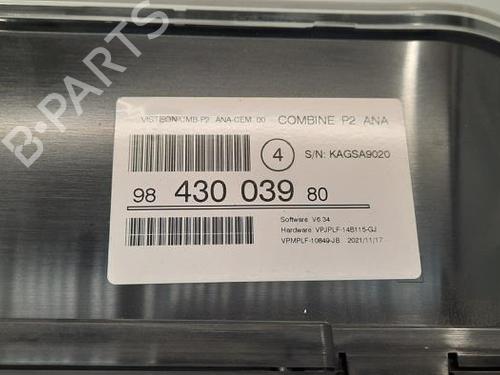 VISTEON CMB-P2 ANA-CEM 00 COMBINE P2 ANA
4 S/N: KAGSA9020
98 430 039 80
Software V6.34
Hardware VPJPLF-14B115-GJ
VPMPLF-10849-JB 2021/11/17
B-PARTS